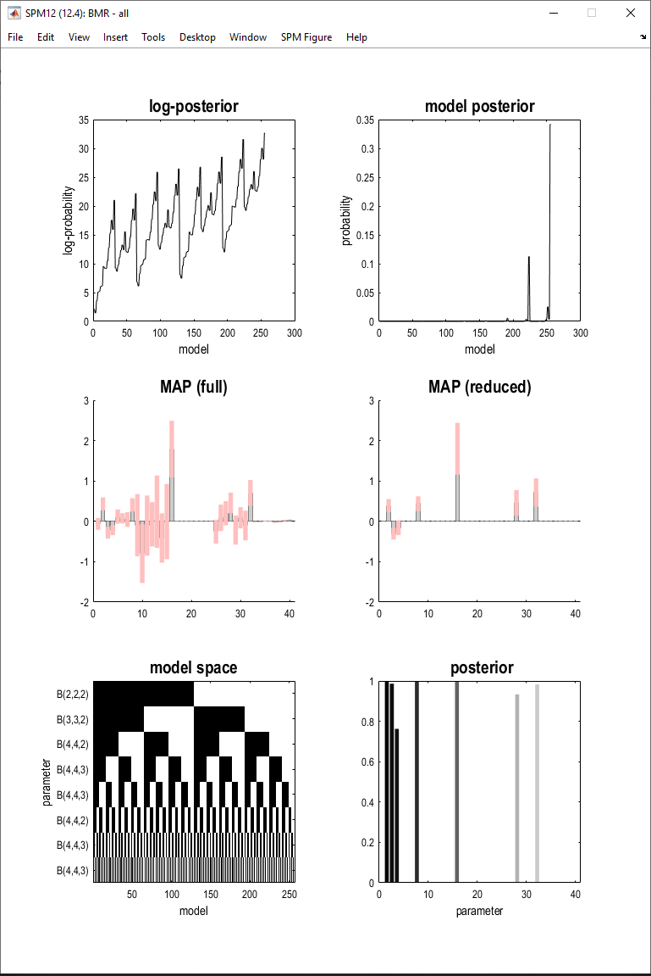 SPM12 (12.4): BMR - all
File Edit View Insert Tools Desktop Window SPM Figure Help
log-posterior
35
30
25
20
15
10
5
0
log-probability
0 50 100 150 200 250 300
model
model posterior
0.35
0.3
0.25
0.2
0.15
0.1
0.05
0
probability
0 50 100 150 200 250 300
model
MAP (full)
3
2
1
0
-1
-2
0 10 20 30 40
MAP (reduced)
3
2
1
0
-1
-2
0 10 20 30 40
model space
B(2,2,2)
B(3,3,2)
B(4,4,2)
B(4,4,3)
B(4,4,3)
B(4,4,2)
B(4,4,3)
B(4,4,3)
parameter
50 100 150 200 250
model
posterior
1
0.8
0.6
0.4
0.2
0
0 10 20 30 40
parameter